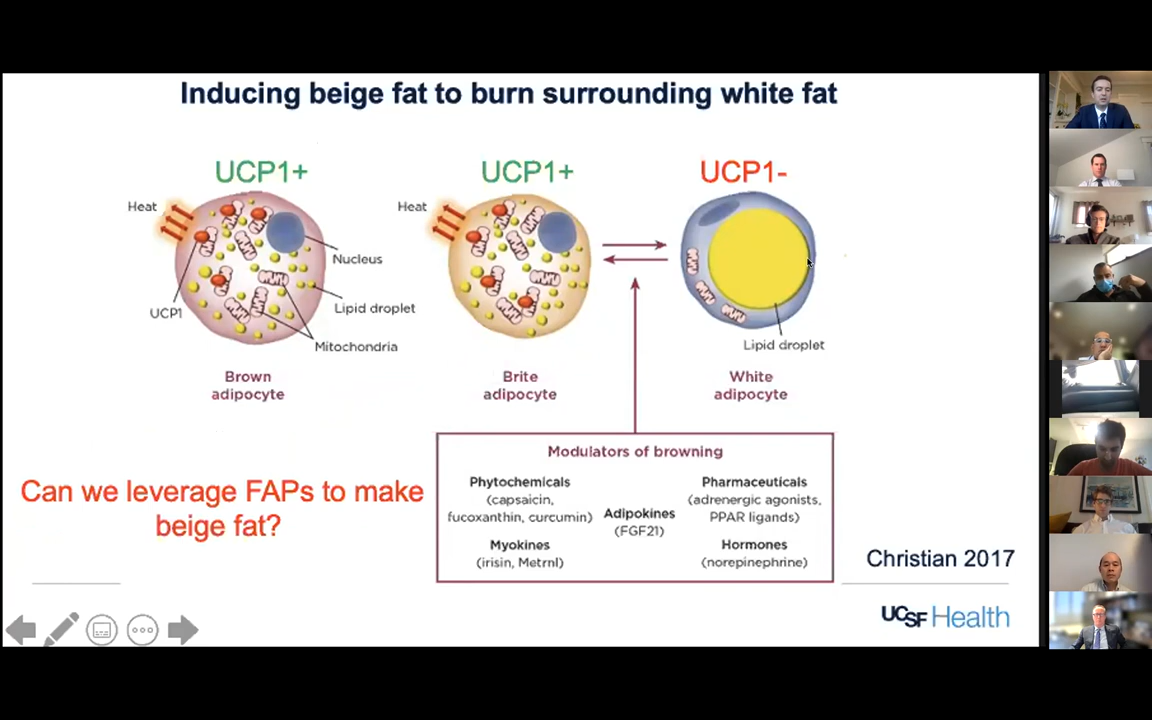 Inducing beige fat to burn surrounding white fat
UCP1+
UCP1+
UCP1-
Heat
Heat
Nucleus
UCP1
Lipid droplet
Mitochondria
Lipid droplet
Brown
adipocyte
Brite
adipocyte
White
adipocyte
Modulators of browning
Phytochemicals
(capsaicin,
fucoxanthin, curcumin)
Myokines
(irisin, Metrnl)
Adipokines
(FGF21)
Pharmaceuticals
(adrenergic agonists,
PPAR ligands)
Hormones
(norepinephrine)
Can we leverage FAPs to make
beige fat?
Christian 2017
UCSF Health